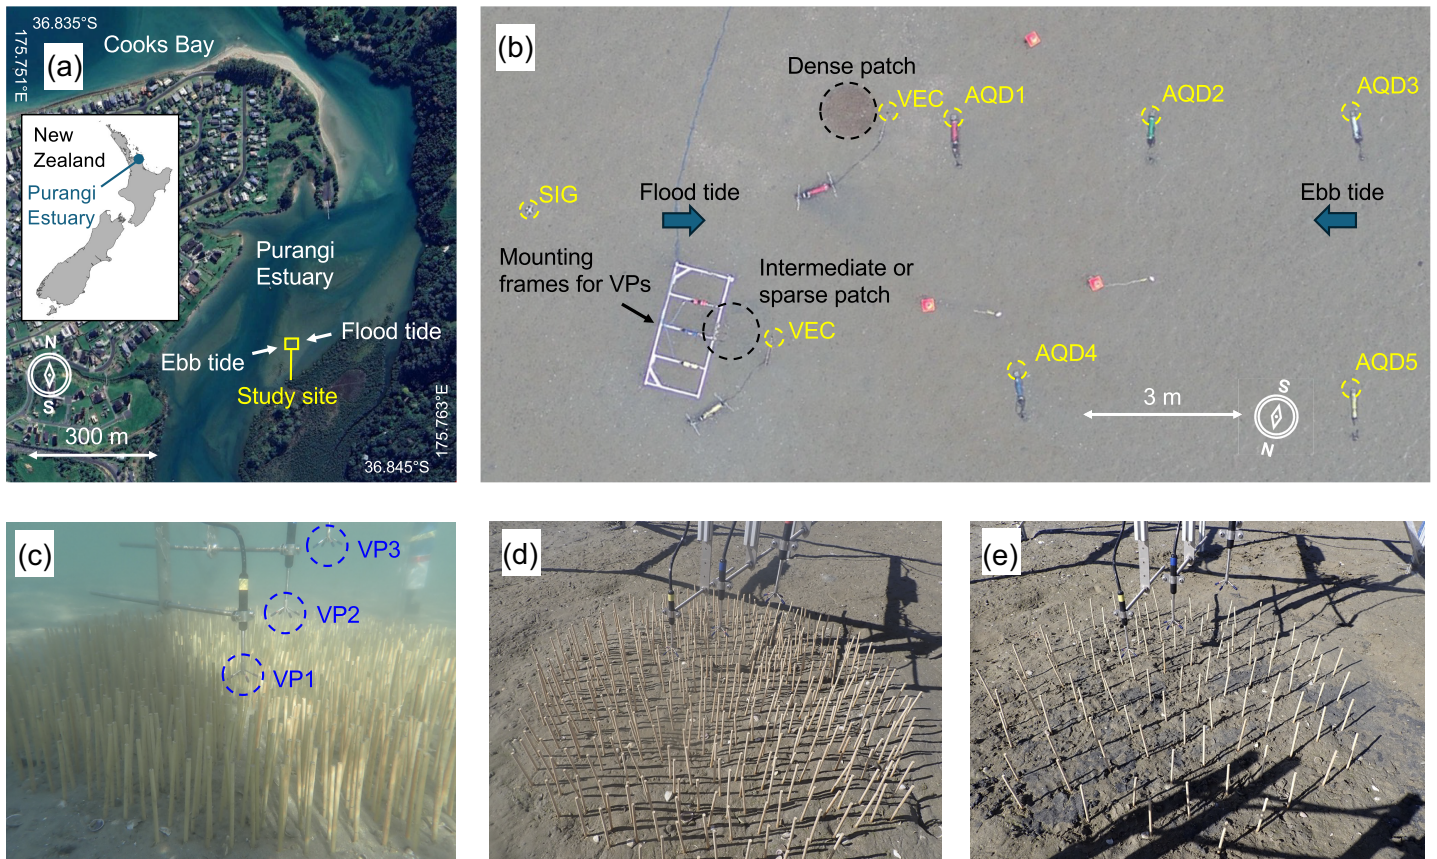 36.835°S
175.751°E
(a)
Cooks Bay
New
Zealand
Purangi
Estuary
Purangi
Estuary
Flood tide
Ebb tide
Study site
N
S
300 m
175.763°E
36.845°S
(b)
Dense patch
VEC
AQD1
AQD2
AQD3
SIG
Flood tide
Ebb tide
Mounting
frames for VPs
Intermediate or
sparse patch
VEC
AQD4
AQD5
3 m
S
N
(c)
VP3
VP2
VP1
(d)
(e)